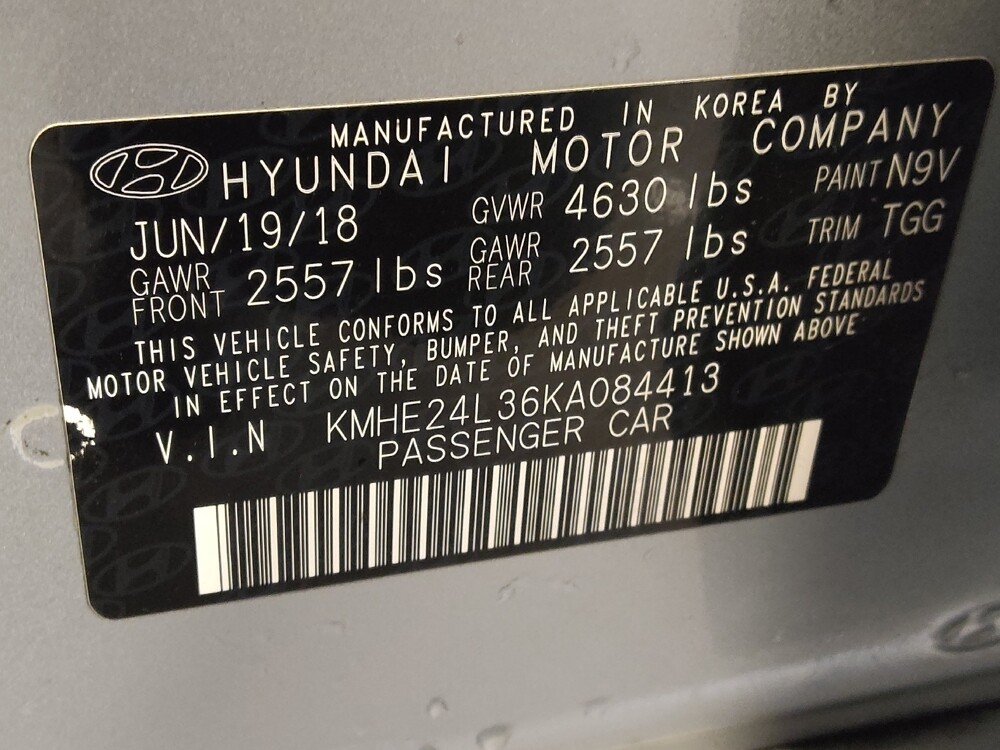 MANUFACTURED IN KOREA BY
HYUNDAI MOTOR COMPANY
JUN/19/18 GVWR 4630 lbs PAINT N9V
GAWR FRONT 2557 lbs GAWR REAR 2557 lbs TRIM TGG
THIS VEHICLE CONFORMS TO ALL APPLICABLE U.S.A. FEDERAL
MOTOR VEHICLE SAFETY, BUMPER, AND THEFT PREVENTION STANDARDS
IN EFFECT ON THE DATE OF MANUFACTURE SHOWN ABOVE
V.I.N KMHE24L36KA084413
PASSENGER CAR